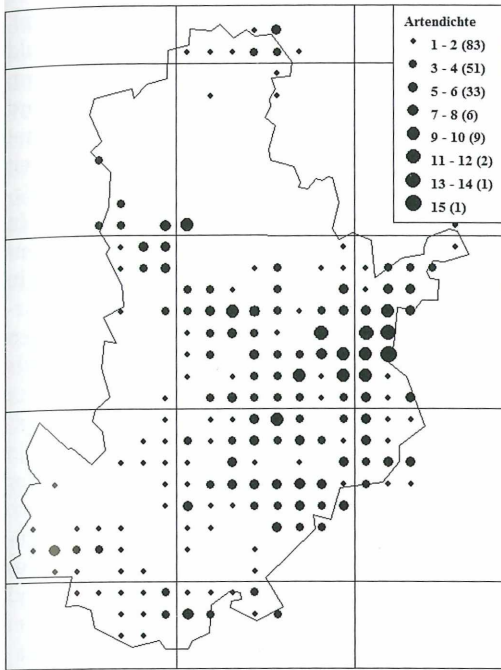 Artendichte
1 - 2 (83)
3 - 4 (51)
5 - 6 (33)
7 - 8 (6)
9 - 10 (9)
11 - 12 (2)
13 - 14 (1)
15 (1)